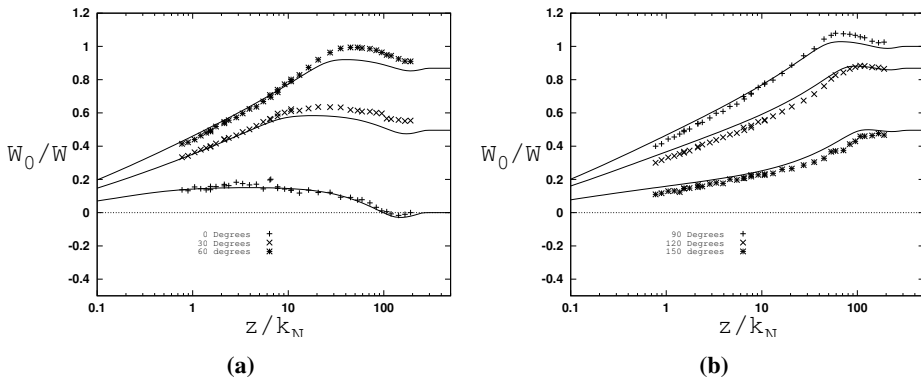 1.2
1
0.8
0.6
W₀/W
0.4
0.2
0
-0.2
-0.4
0 Degrees
30 Degrees
60 degrees
0.1 1 10 100
z/k_N
(a)
1.2
1
0.8
0.6
W₀/W
0.4
0.2
0
-0.2
-0.4
90 Degrees
120 Degrees
150 degrees
0.1 1 10 100
z/k_N
(b)